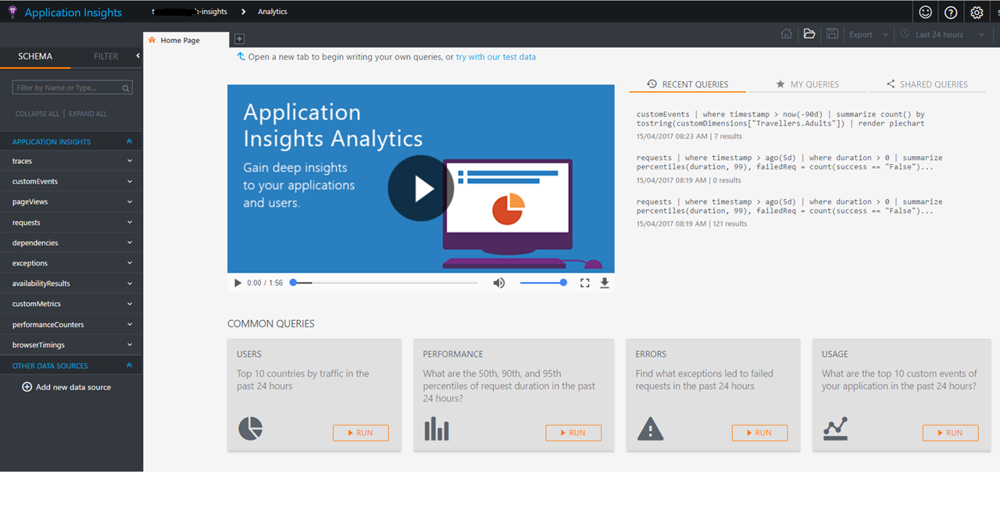 Application Insights
h-insights
Analytics
Home Page
Export
Last 24 hours
SCHEMA
FILTER
Open a new tab to begin writing your own queries, or try with our test data
Filter by Name or Type...
COLLAPSE ALL | EXPAND ALL
APPLICATION INSIGHTS
traces
customEvents
pageViews
requests
dependencies
exceptions
availabilityResults
customMetrics
performanceCounters
browserTimings
OTHER DATA SOURCES
Add new data source
Application
Insights Analytics
Gain deep insights
to your applications
and users.
0:00 / 1:56
RECENT QUERIES
MY QUERIES
SHARED QUERIES
customEvents | where timestamp > now(-90d) | summarize count() by
tostring(customDimensions["Travellers.Adults"]) | render piechart
15/04/2017 08:23 AM | 7 results
requests | where timestamp > ago(5d) | where duration > 0 | summarize
percentiles(duration, 99), failedReq = count(success == "False")...
15/04/2017 08:19 AM | 0 results
requests | where timestamp > ago(5d) | where duration > 0 | summarize
percentiles(duration, 99), failedReq = count(success == "False")...
15/04/2017 08:19 AM | 121 results
COMMON QUERIES
USERS
Top 10 countries by traffic in the
past 24 hours
RUN
PERFORMANCE
What are the 50th, 90th, and 95th
percentiles of request duration in the past
24 hours?
RUN
ERRORS
Find what exceptions led to failed
requests in the past 24 hours
RUN
USAGE
What are the top 10 custom events of
your application in the past 24 hours?
RUN